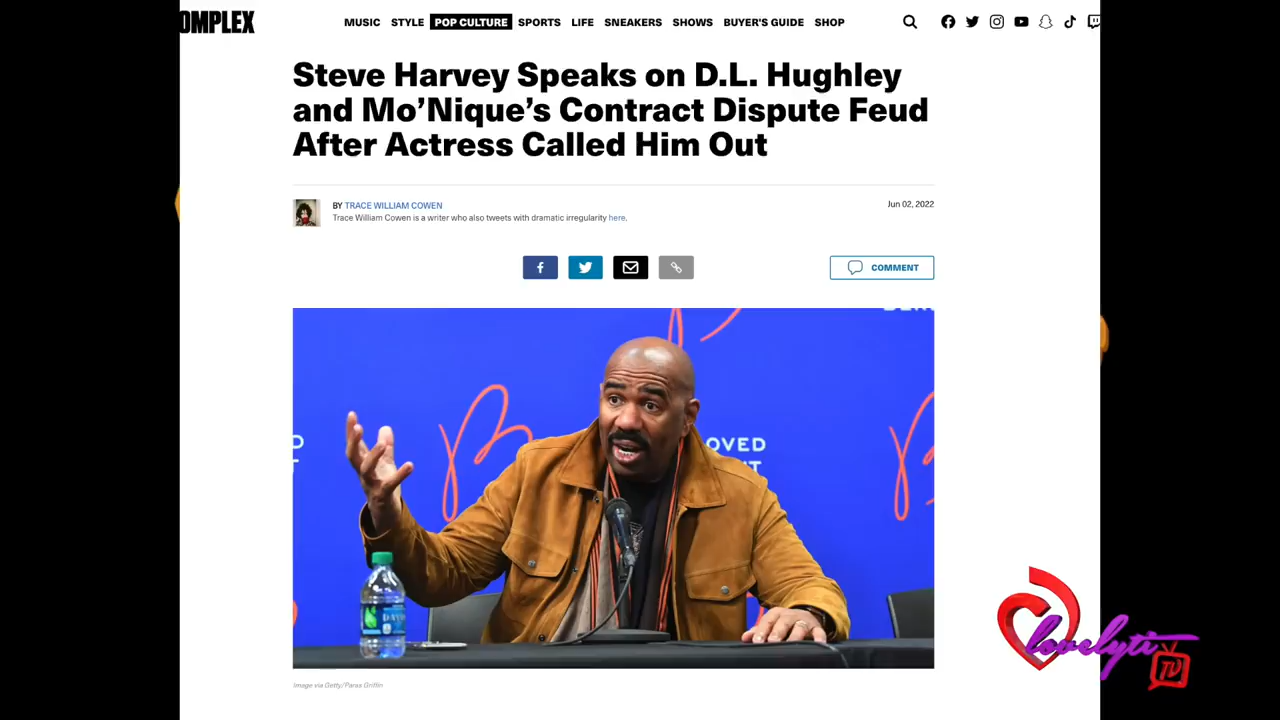 OMPLEX
MUSIC STYLE POP CULTURE SPORTS LIFE SNEAKERS SHOWS BUYER'S GUIDE SHOP
Steve Harvey Speaks on D.L. Hughley
and Mo’Nique’s Contract Dispute Feud
After Actress Called Him Out
BY TRACE WILLIAM COWEN
Trace William Cowen is a writer who also tweets with dramatic irregularity here.
Jun 02, 2022
COMMENT
OVED
Image via Getty/Paras Griffin
lovelyti
TV